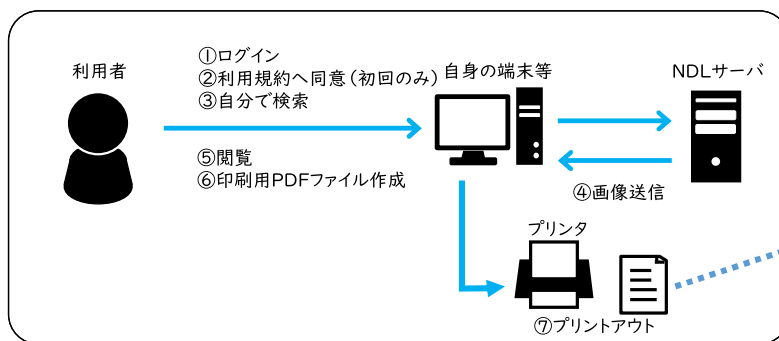 利用者
①ログイン
②利用規約へ同意(初回のみ)
③自分で検索
自身の端末等
NDLサーバ
⑤閲覧
⑥印刷用PDFファイル作成
④画像送信
プリンタ
⑦プリントアウト